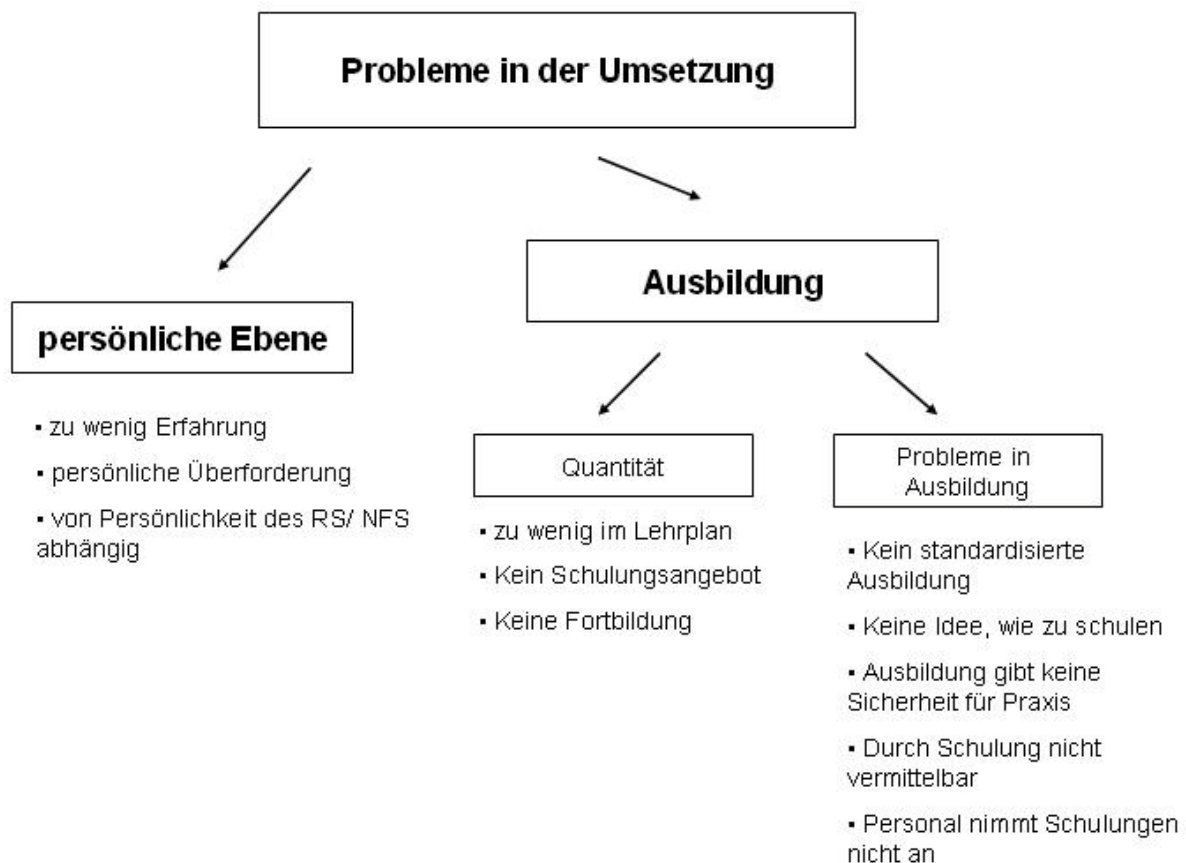 Probleme in der Umsetzung
persönliche Ebene
▪ zu wenig Erfahrung
▪ persönliche Überforderung
▪ von Persönlichkeit des RS/ NFS
abhängig
Ausbildung
Quantität
▪ zu wenig im Lehrplan
▪ Kein Schulungsangebot
▪ Keine Fortbildung
Probleme in
Ausbildung
▪ Kein standardisierte
Ausbildung
▪ Keine Idee, wie zu schulen
▪ Ausbildung gibt keine
Sicherheit für Praxis
▪ Durch Schulung nicht
vermittelbar
▪ Personal nimmt Schulungen
nicht an